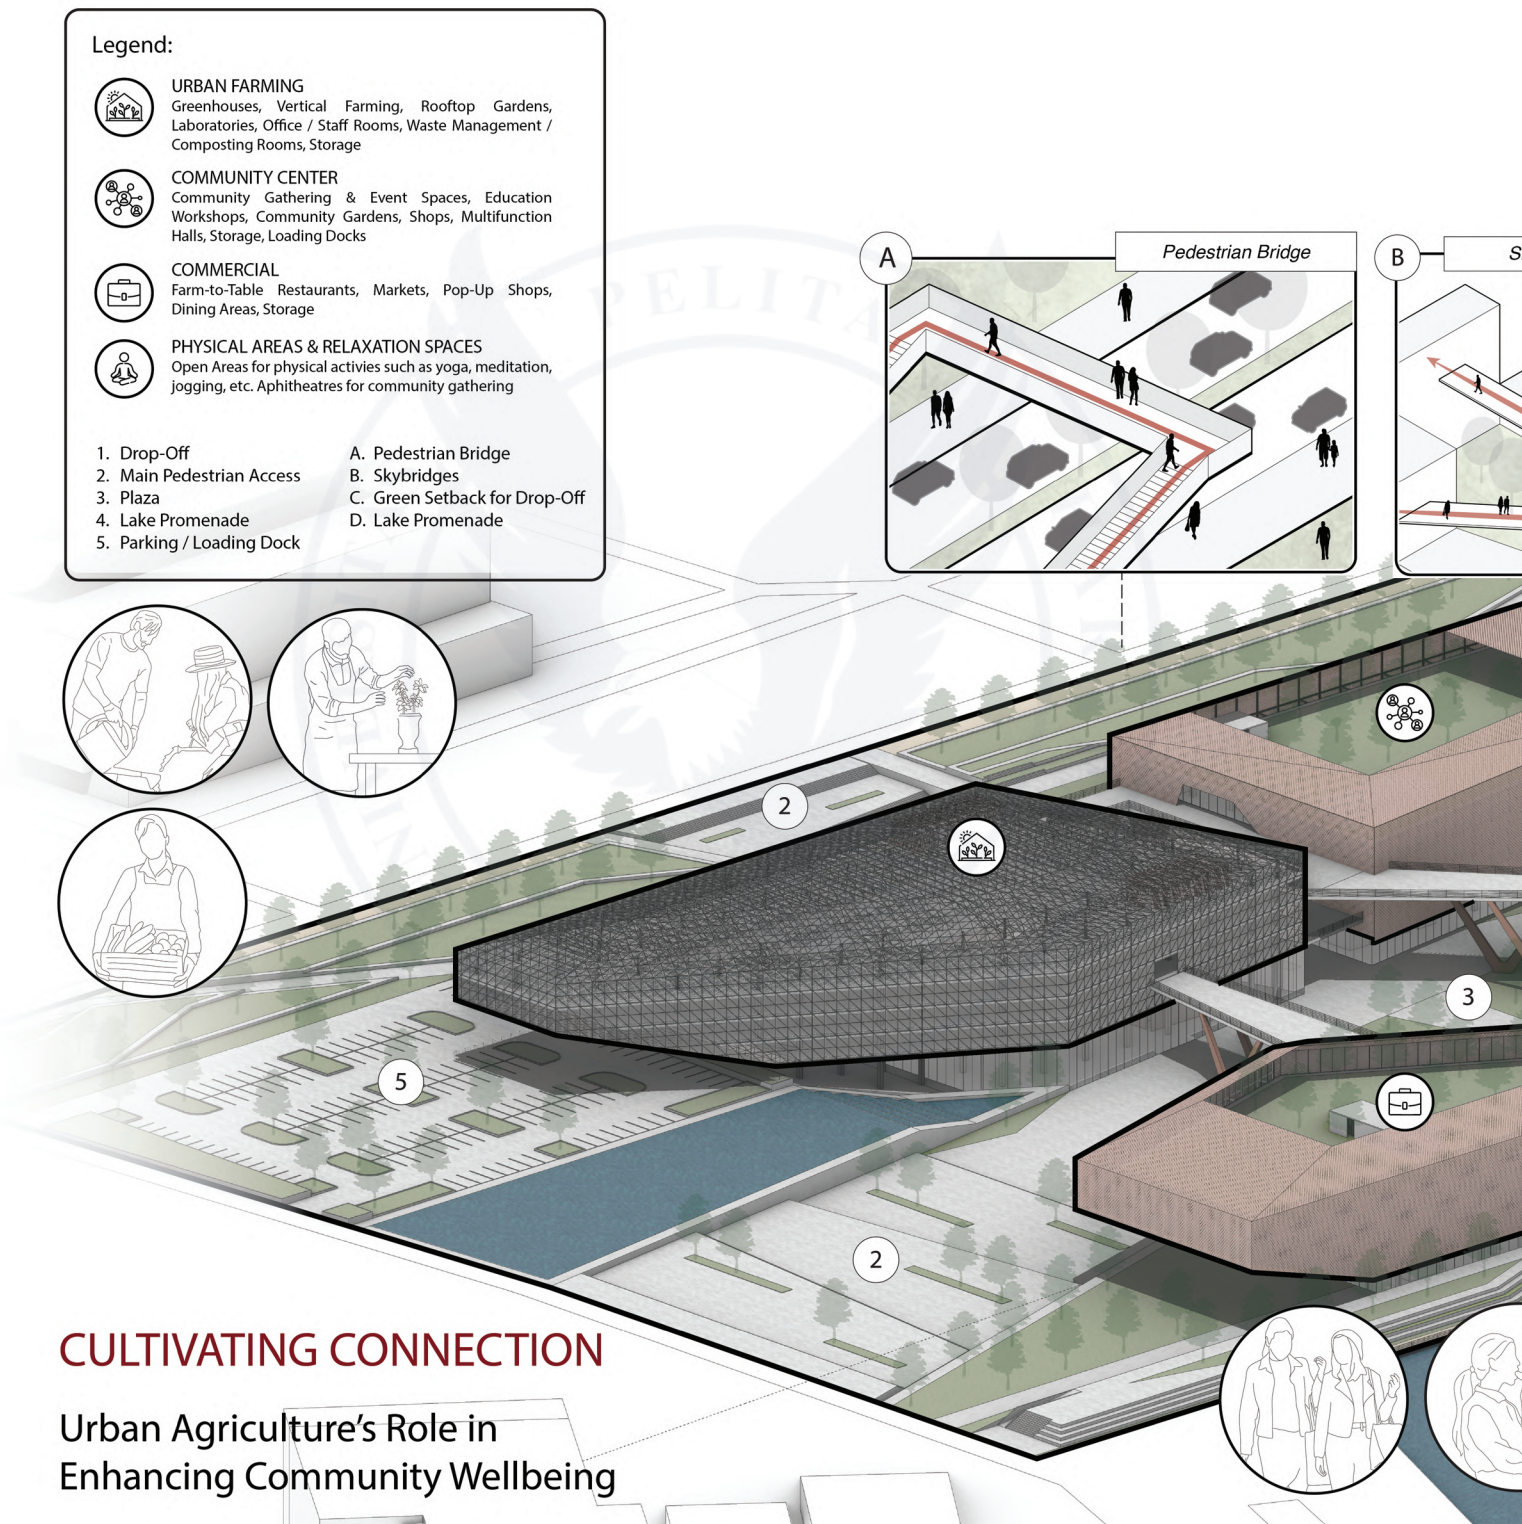 Legend:
URBAN FARMING
Greenhouses, Vertical Farming, Rooftop Gardens,
Laboratories, Office / Staff Rooms, Waste Management /
Composting Rooms, Storage
COMMUNITY CENTER
Community Gathering & Event Spaces, Education
Workshops, Community Gardens, Shops, Multifunction
Halls, Storage, Loading Docks
COMMERCIAL
Farm-to-Table Restaurants, Markets, Pop-Up Shops,
Dining Areas, Storage
PHYSICAL AREAS & RELAXATION SPACES
Open Areas for physical activies such as yoga, meditation,
jogging, etc. Aphitheatres for community gathering
1. Drop-Off
2. Main Pedestrian Access
3. Plaza
4. Lake Promenade
5. Parking / Loading Dock
A. Pedestrian Bridge
B. Skybridges
C. Green Setback for Drop-Off
D. Lake Promenade
A
Pedestrian Bridge
B
S
PELITA
2
3
5
2
CULTIVATING CONNECTION
Urban Agriculture's Role in
Enhancing Community Wellbeing